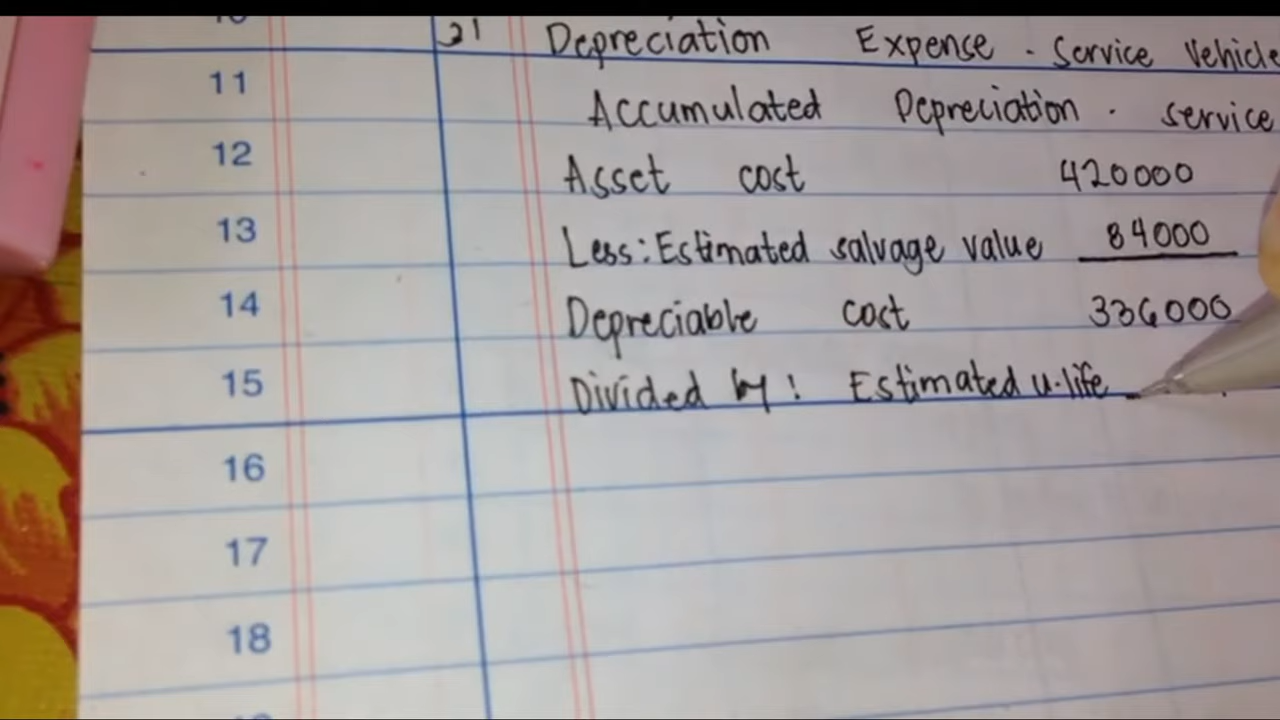 21 Depreciation Expense - Service Vehicle
11 Accumulated Depreciation - service
12 Asset cost 420000
13 Less: Estimated salvage value 84000
14 Depreciable cost 336000
15 Divided by: Estimated u.life
16
17
18